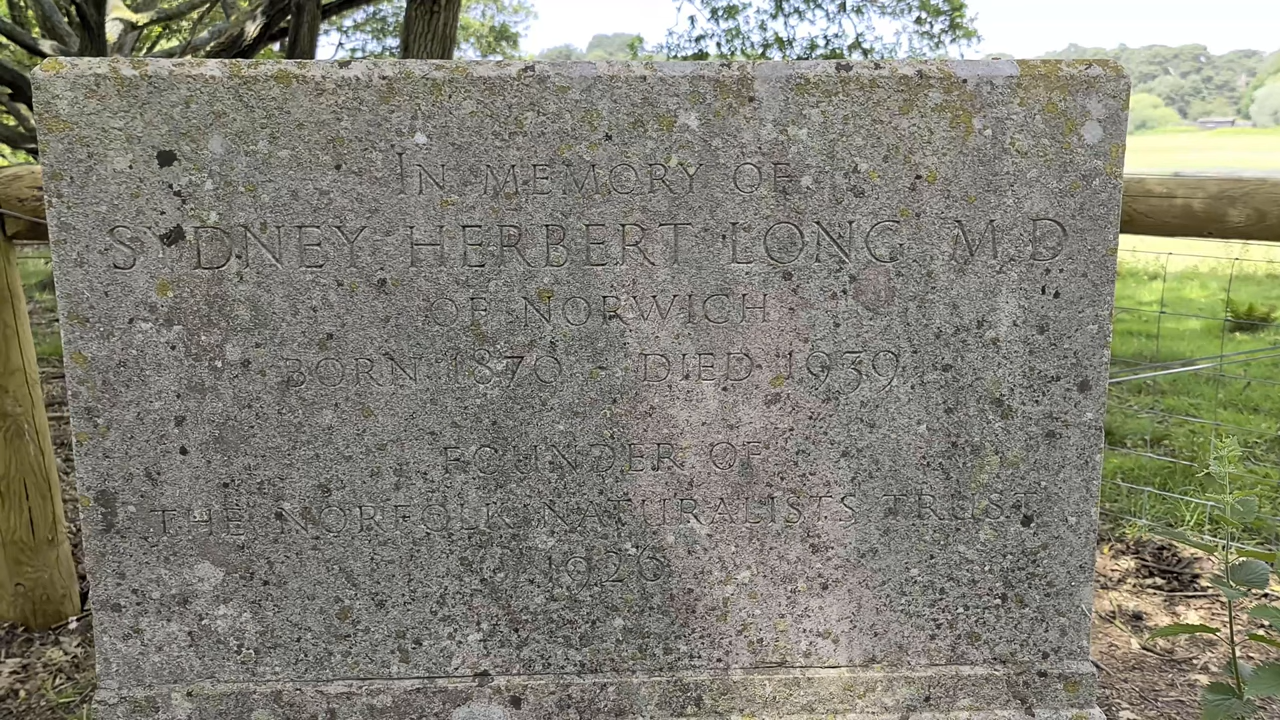 IN MEMORY OF
SYDNEY HERBERT LONG M.D
OF NORWICH
BORN 1870 - DIED 1939
FOUNDER OF
THE NORFOLK NATURALISTS TRUST
1926